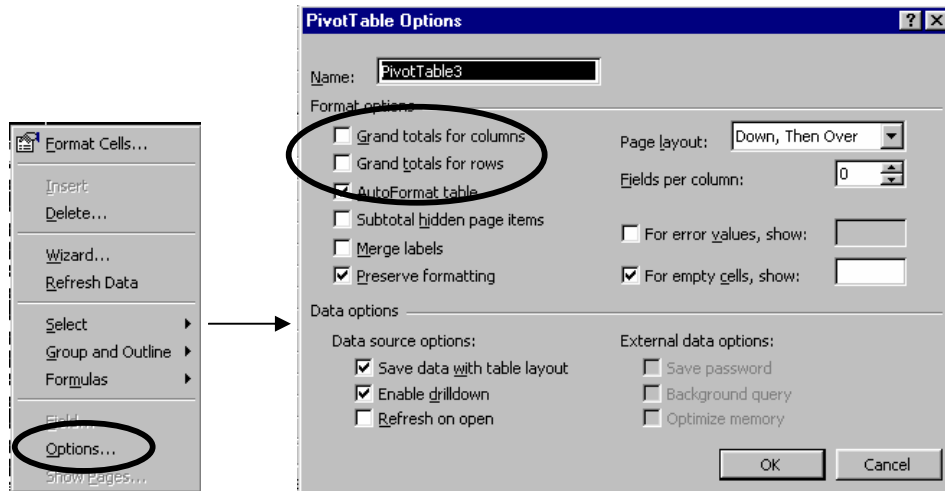 Format Cells...
Insert
Delete...
Wizard...
Refresh Data
Select
Group and Outline
Formulas
Field...
Options...
Show Pages...
PivotTable Options
Name: PivotTable3
Format options
Grand totals for columns
Grand totals for rows
AutoFormat table
Subtotal hidden page items
Merge labels
Preserve formatting
Page layout: Down, Then Over
Fields per column: 0
For error values, show:
For empty cells, show:
Data options
Data source options:
Save data with table layout
Enable drilldown
Refresh on open
External data options:
Save password
Background query
Optimize memory
OK Cancel